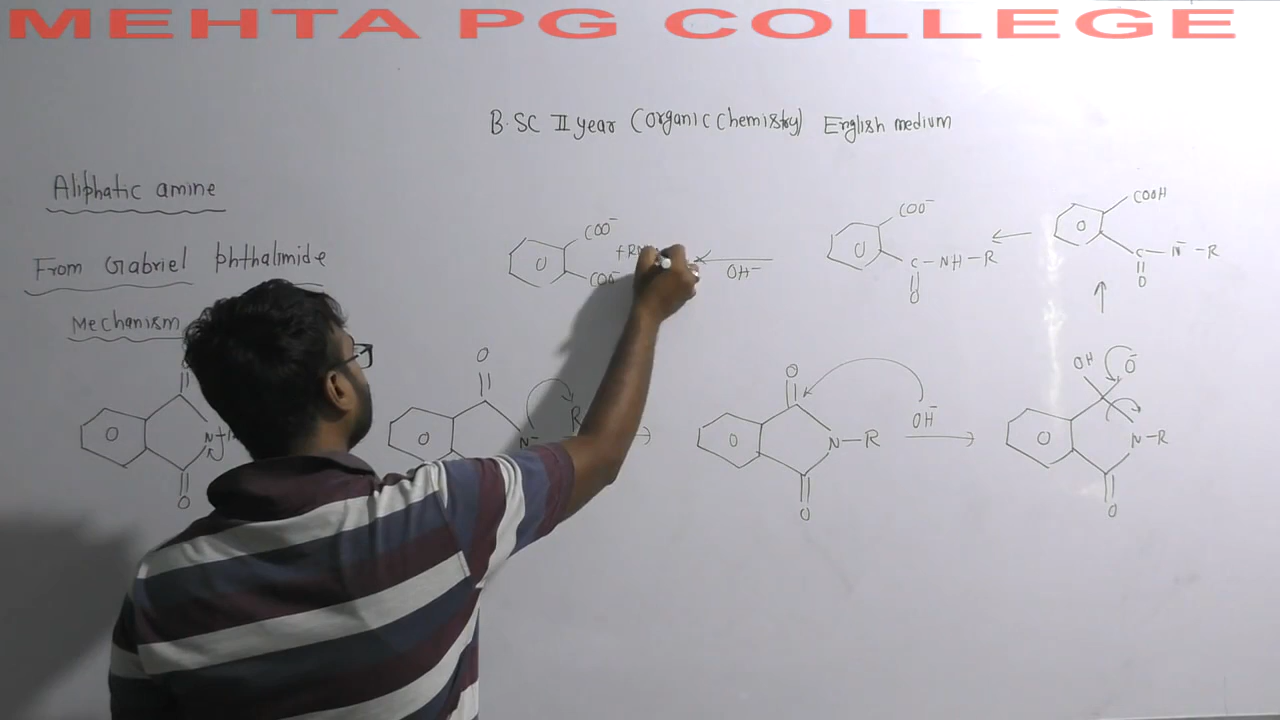 MEHTA PG COLLEGE
B.SC II year (Organic Chemistry) English medium
Aliphatic amine
From Gabriel phthalimide
Mechanism
COO⁻
COO⁻
OH⁻
COO⁻
C - NH - R
O
COOH
C - N⁻ - R
O
O
N
O
O
N⁻
R
O
N - R
O
OH⁻
OH O⁻
N - R
O